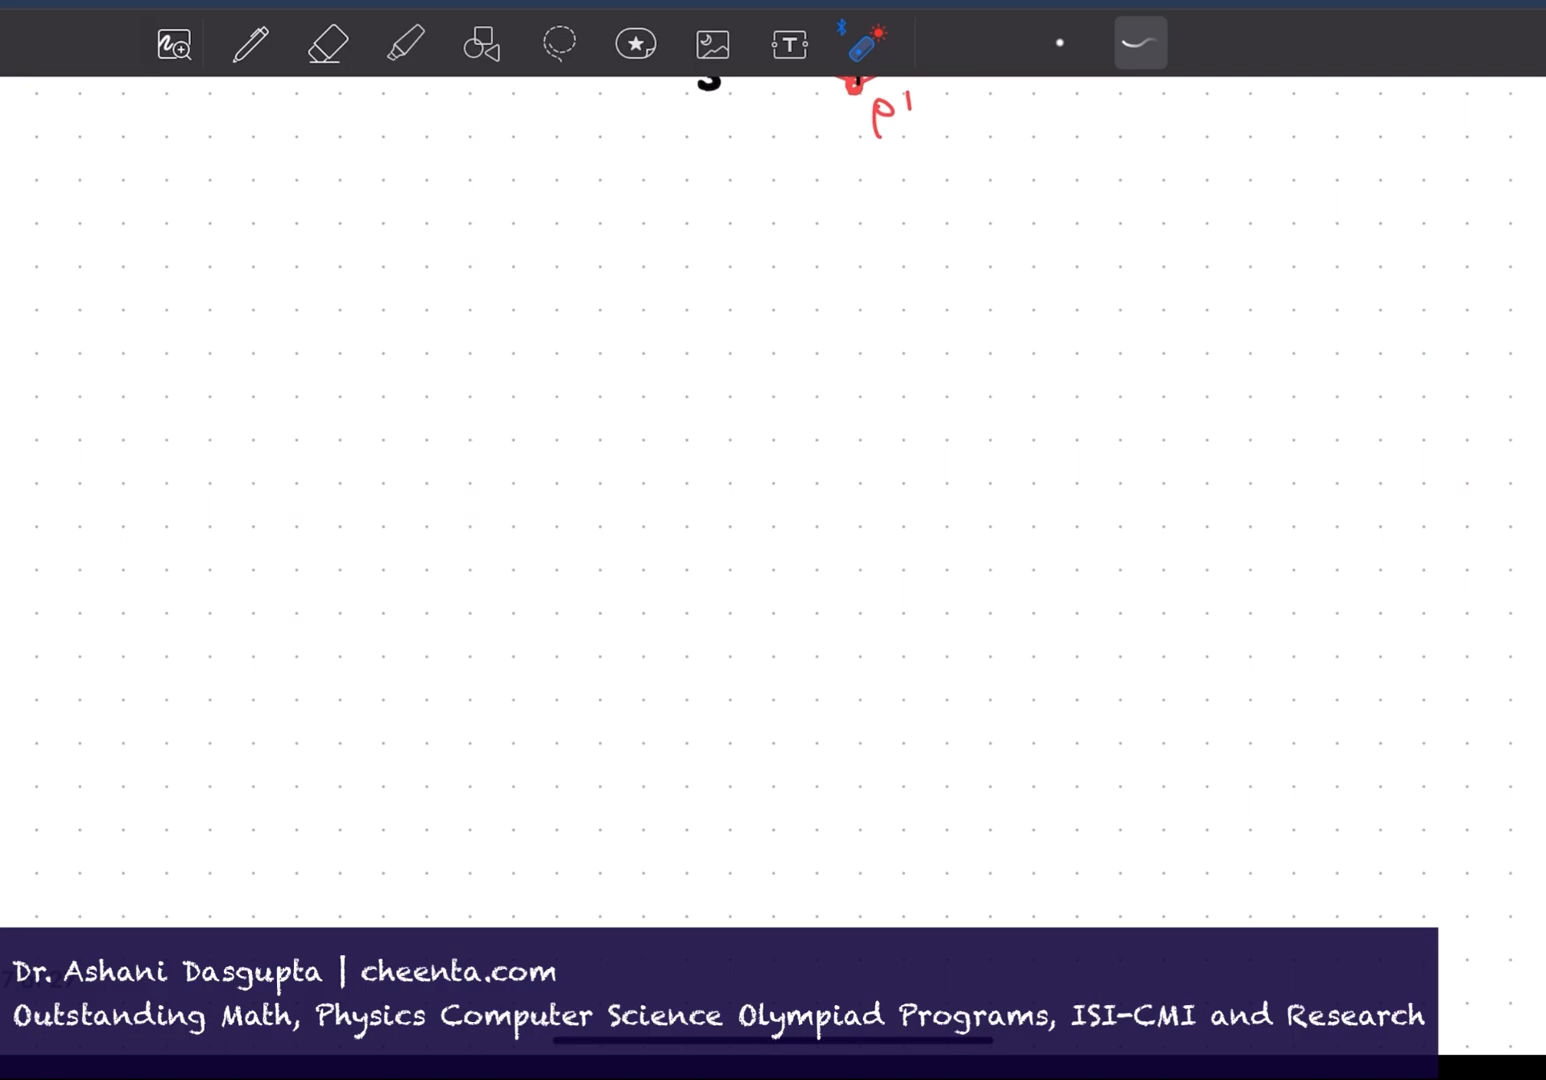 P'
Dr. Ashani Dasgupta | cheenta.com
Outstanding Math, Physics Computer Science Olympiad Programs, ISI-CMI and Research